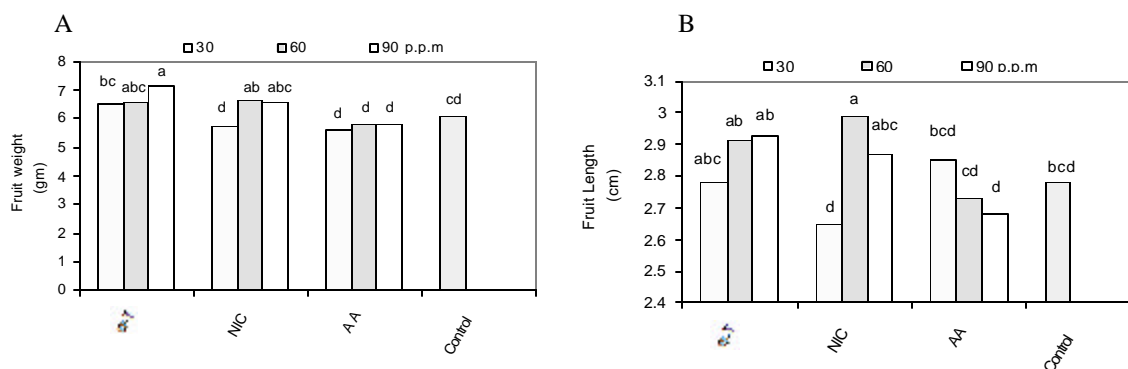 A
30 60 90 p.p.m
Fruit weight
(gm)
8
7
6
5
4
3
2
1
0
bc abc a
d ab abc
d d d
cd
NIC
AA
Control
B
30 60 90 p.p.m
Fruit Length
(cm)
3.1
3
2.9
2.8
2.7
2.6
2.5
2.4
abc ab ab
d a abc
bcd cd d
bcd
NIC
AA
Control